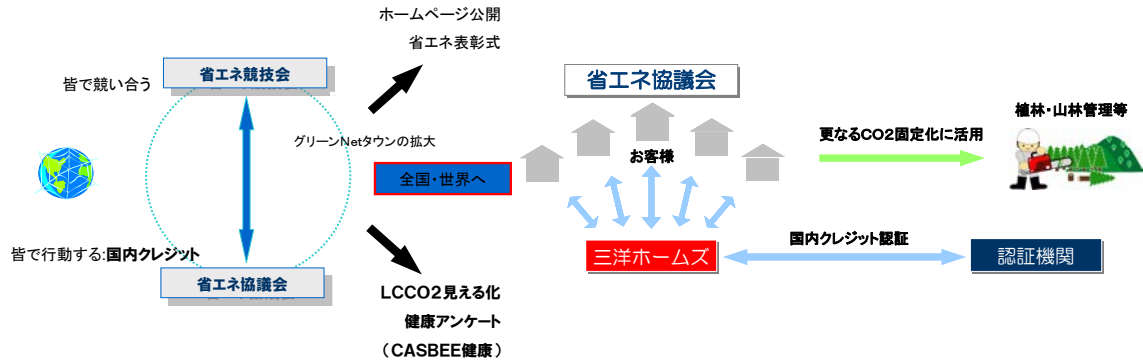 ホームページ公開
省エネ表彰式
省エネ競技会
皆で競い合う
グリーンNetタウンの拡大
全国・世界へ
皆で行動する:国内クレジット
省エネ協議会
LCCO2見える化
健康アンケート
（CASBEE健康）
省エネ協議会
お客様
三洋ホームズ
国内クレジット認証
認証機関
更なるCO2固定化に活用
植林・山林管理等